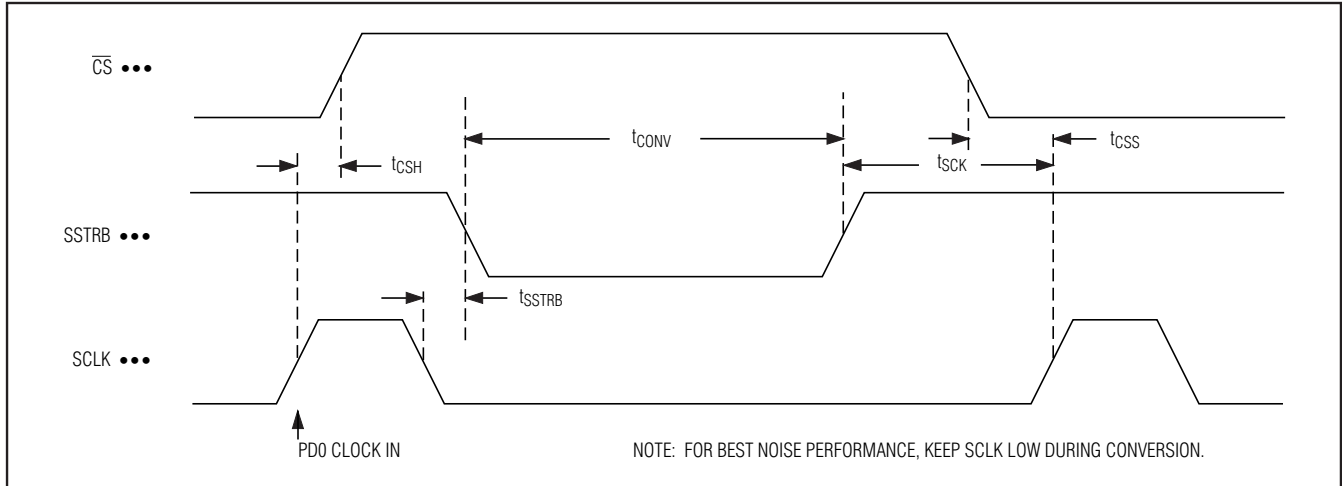 CS •••
tCONV
tCSS
tCSH
tSCK
SSTRB •••
tSSTRB
SCLK •••
PD0 CLOCK IN
NOTE: FOR BEST NOISE PERFORMANCE, KEEP SCLK LOW DURING CONVERSION.